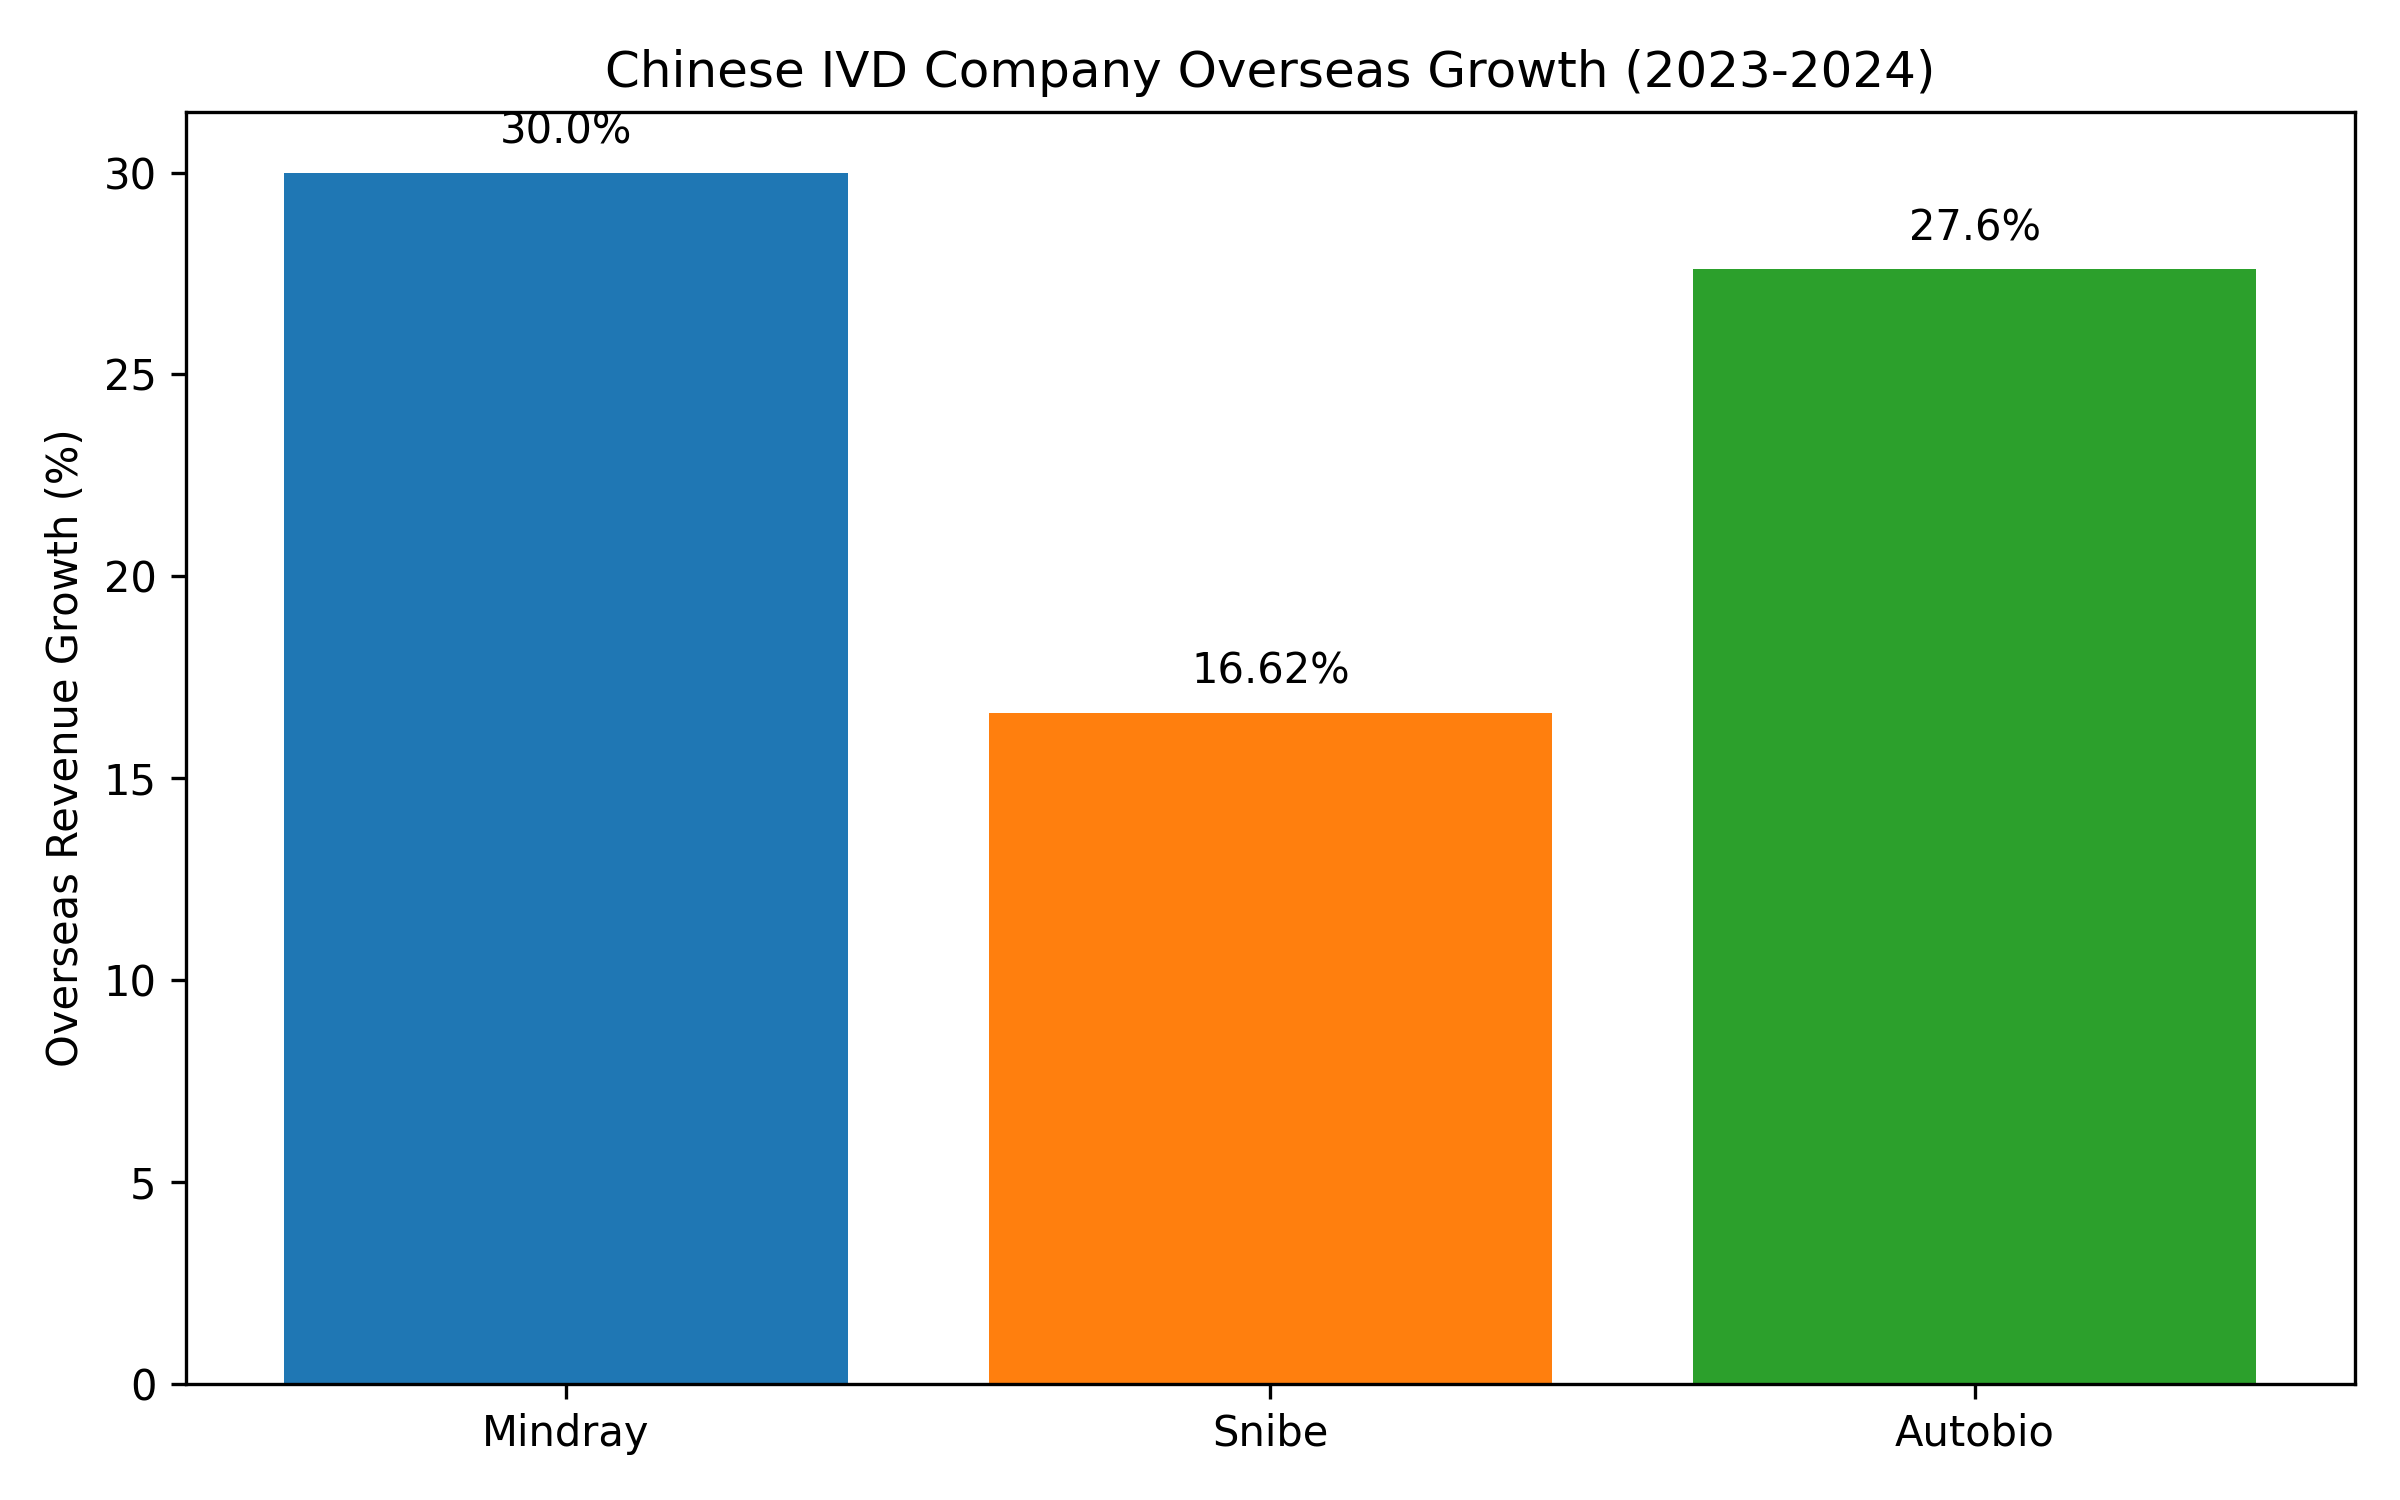 Chinese IVD Company Overseas Growth (2023-2024)
Overseas Revenue Growth (%)
30
25
20
15
10
5
0
30.0%
16.62%
27.6%
Mindray
Snibe
Autobio